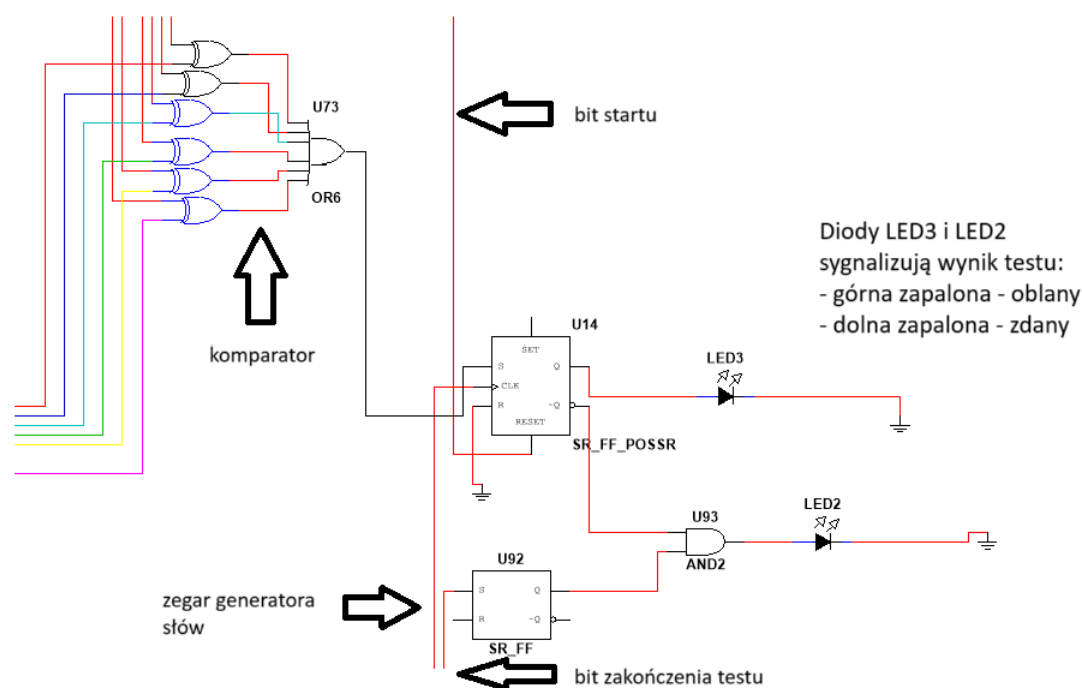 U73
OR6
bit startu
komparator
Diody LED3 i LED2
sygnalizują wynik testu:
- górna zapalona - oblany
- dolna zapalona - zdany
U14
SET
S
Q
CLK
R
~Q
RESET
SR_FF_POSSR
LED3
U93
AND2
LED2
U92
S
Q
R
~Q
SR_FF
zegar generatora
słów
bit zakończenia testu